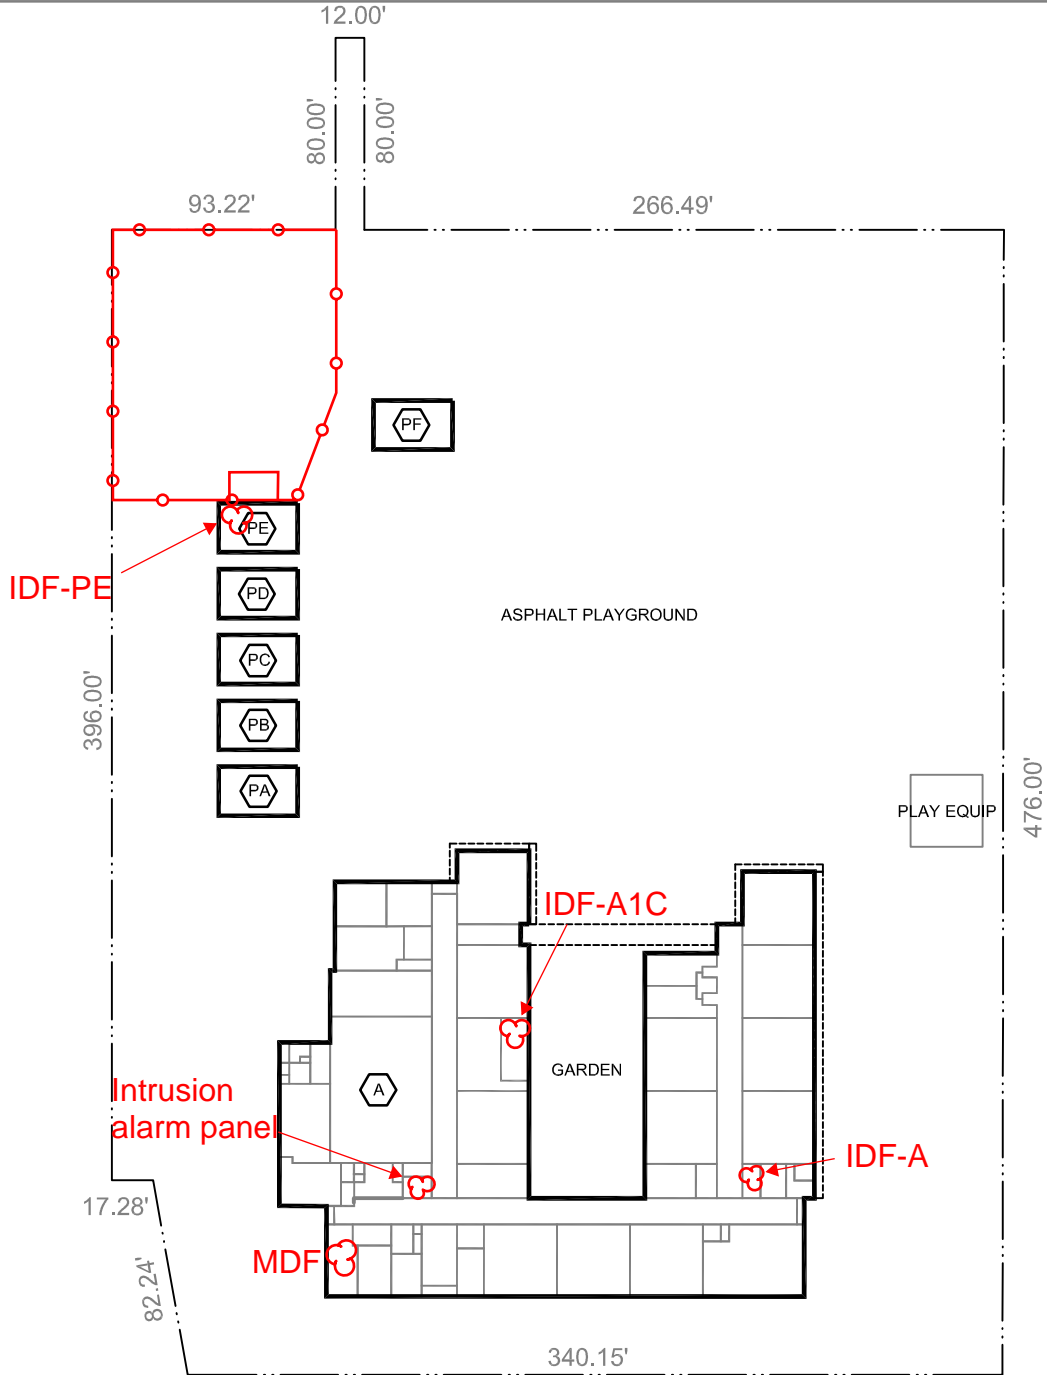 12.00'
80.00'
80.00'
93.22'
266.49'
PF
PE
IDF-PE
PD
ASPHALT PLAYGROUND
PC
396.00'
PB
PA
476.00'
PLAY EQUIP
IDF-A1C
GARDEN
A
Intrusion
alarm panel
IDF-A
17.28'
MDF
82.24'
340.15'